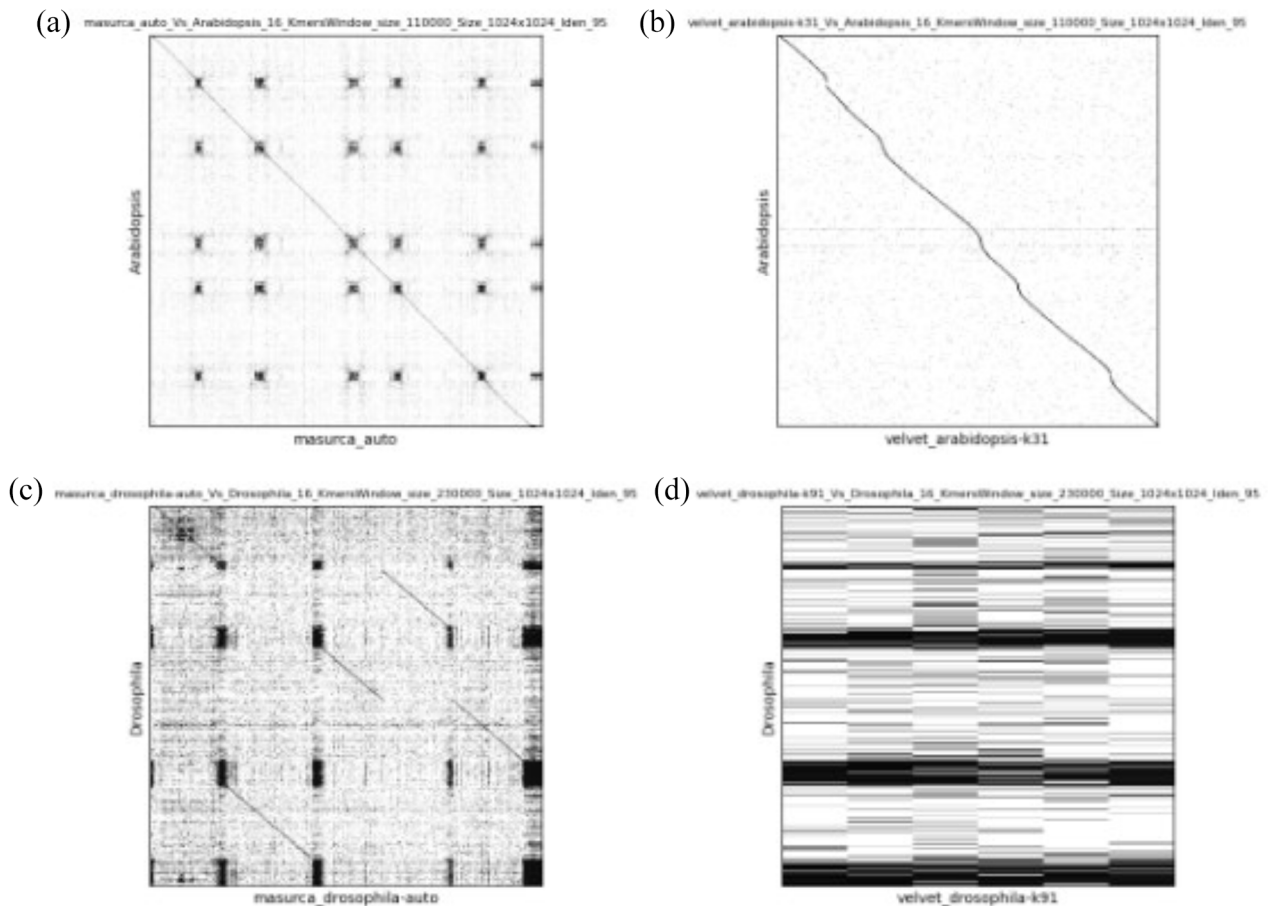 (a) masurca_auto_Vs_Arabidopsis_16_KmersWindow_size_110000_Size_1024x1024_Iden_95
Arabidopsis
masurca_auto
(b) velvet_arabidopsis-k31_Vs_Arabidopsis_16_KmersWindow_size_110000_Size_1024x1024_Iden_95
Arabidopsis
velvet_arabidopsis-k31
(c) masurca_drosophila-auto_Vs_Drosophila_16_KmersWindow_size_230000_Size_1024x1024_Iden_95
Drosophila
masurca_drosophila-auto
(d) velvet_drosophila-k91_Vs_Drosophila_16_KmersWindow_size_230000_Size_1024x1024_Iden_95
Drosophila
velvet_drosophila-k91